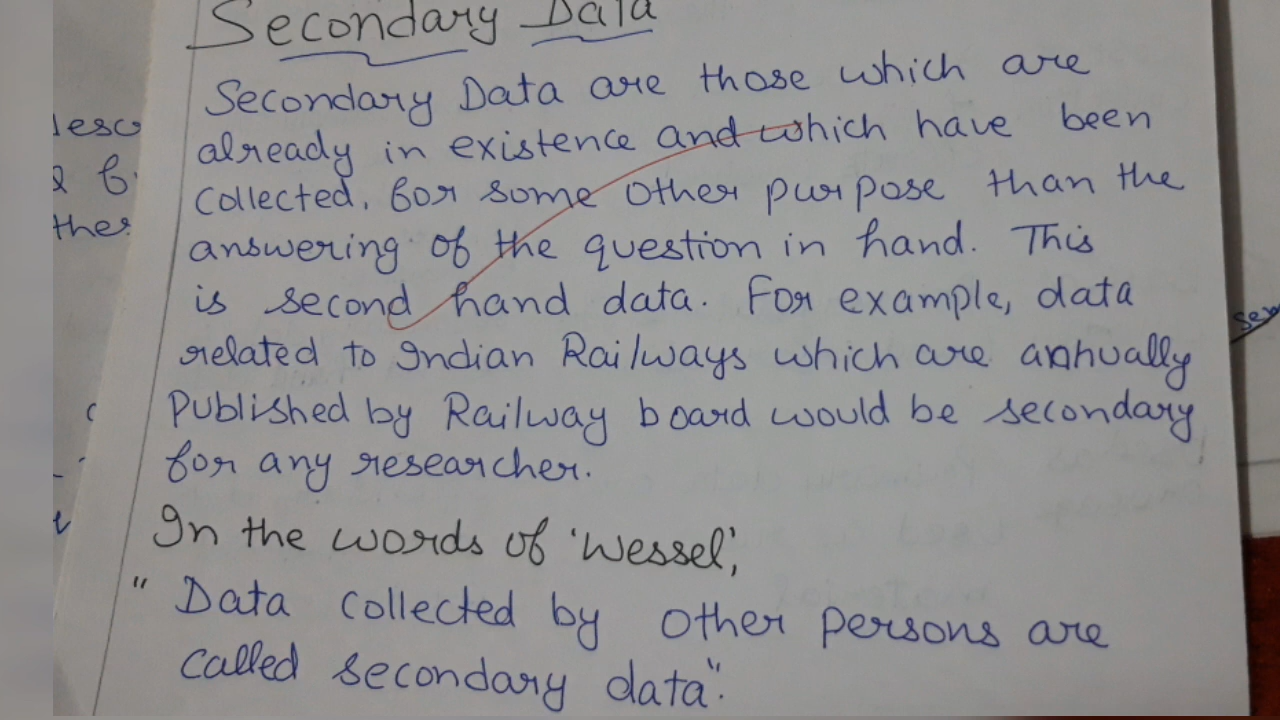 Secondary Data
Secondary Data are those which are
already in existence and which have been
collected, for some other purpose than the
answering of the question in hand. This
is second hand data. For example, data
related to Indian Railways which are annually
Published by Railway board would be secondary
for any researcher.
In the words of 'Wessel',
" Data collected by other persons are
called secondary data".